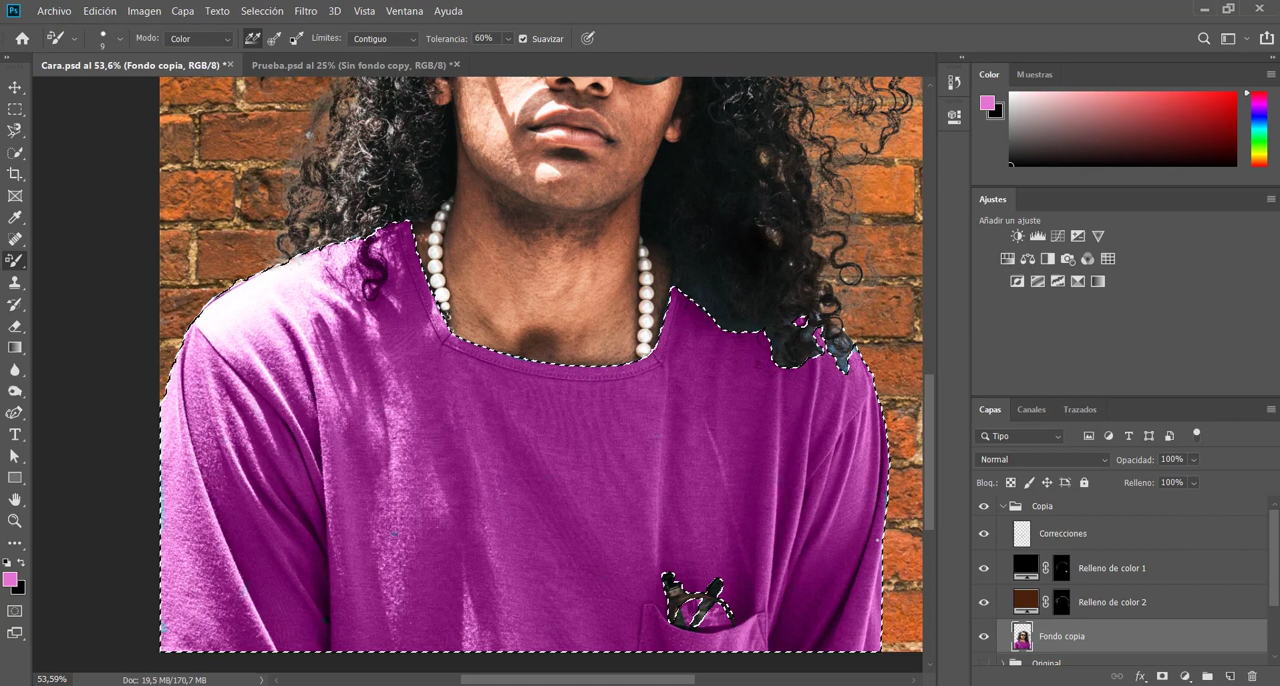 Ps Archivo Edición Imagen Capa Texto Selección Filtro 3D Vista Ventana Ayuda
9 Modo: Color Límites: Contiguo Tolerancia: 60% Suavizar
Cara.psd al 53,6% (Fondo copia, RGB/8) * Prueba.psd al 25% (Sin fondo copy, RGB/8) *
Color Muestras
Ajustes
Añadir un ajuste
Capas Canales Trazados
Tipo
Normal Opacidad: 100%
Bloq.: Relleno: 100%
Copia
Correcciones
Relleno de color 1
Relleno de color 2
Fondo copia
Original
53,59% Doc: 19,5 MB/170,7 MB